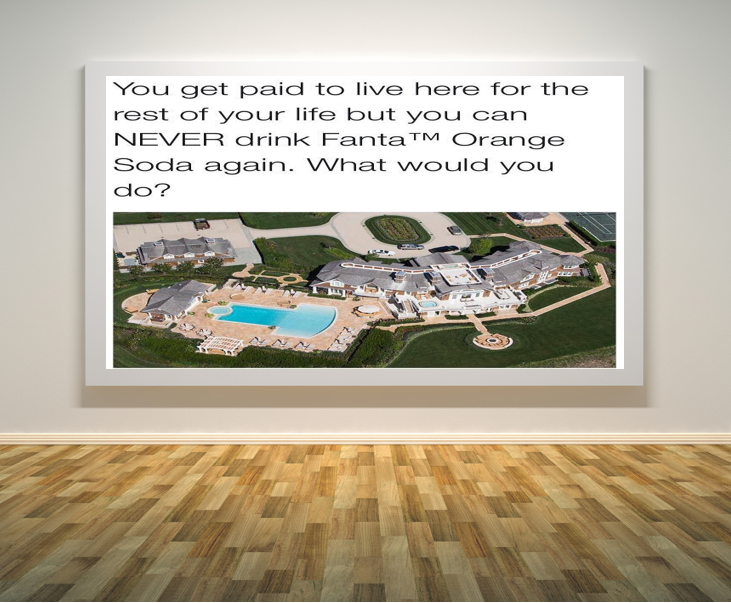 You get paid to live here for the
rest of your life but you can
NEVER drink Fanta™ Orange
Soda again. What would you
do?